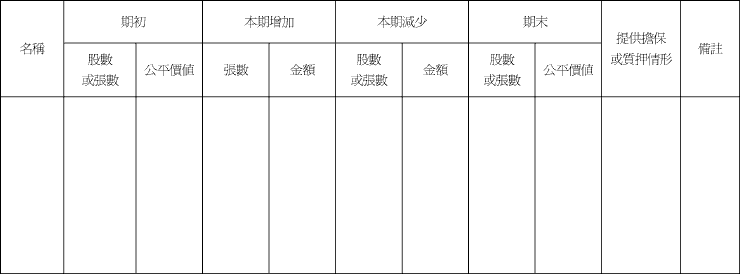 名稱
期初
本期增加
本期減少
期末
提供擔保
或質押情形
備註
股數
或張數
公平價值
張數
金額
股數
或張數
金額
股數
或張數
公平價值